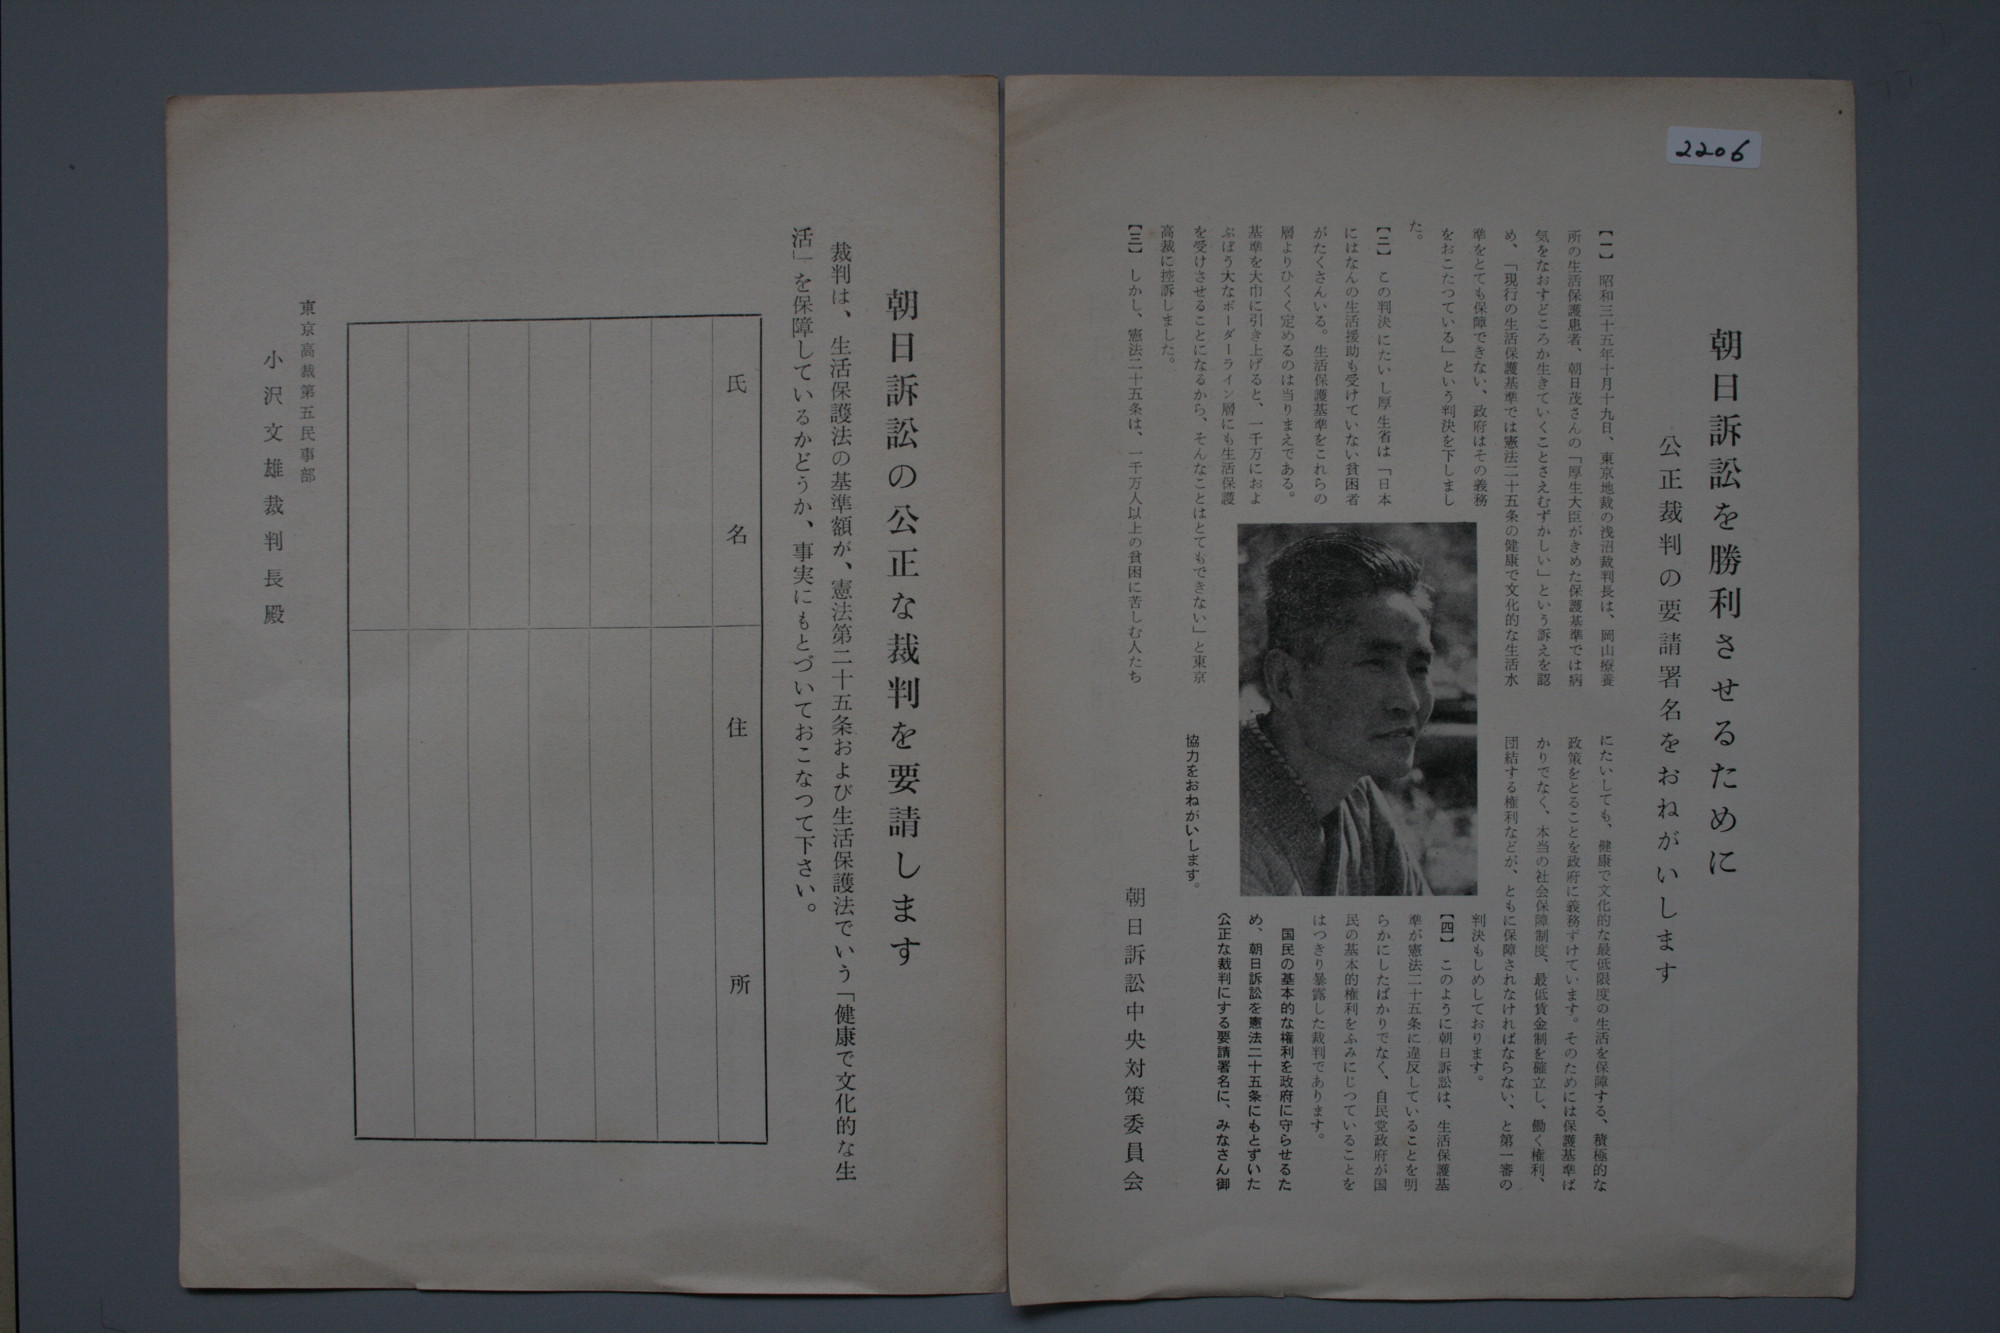 2206
朝日訴訟を勝利させるために
公正裁判の要請署名をおねがいします
【一】 昭和三十五年十月十九日、東京地裁の浅沼裁判長は、岡山療養
所の生活保護患者、朝日茂さんの「厚生大臣がきめた保護基準では病
気をなおすどころか生きていくことさえむずかしい」という訴えを認
め、「現行の生活保護基準では憲法二十五条の健康で文化的な生活水
準をとても保障できない、政府はその義務
をおこたつている」という判決を下しまし
た。
【二】 この判決にたいし厚生省は「日本
にはなんの生活援助も受けていない貧困者
がたくさんいる。生活保護基準をこれらの
層よりひくく定めるのは当りまえである。
基準を大巾に引き上げると、一千万におよ
ぶぼう大なボーダーライン層にも生活保護
を受けさせることになるから、そんなことはとてもできない」と東京
高裁に控訴しました。
【三】 しかし、憲法二十五条は、一千万人以上の貧困に苦しむ人たち
にたいしても、健康で文化的な最低限度の生活を保障する、積極的な
政策をとることを政府に義務ずけています。そのためには保護基準ば
かりでなく、本当の社会保障制度、最低賃金制を確立し、働く権利、
団結する権利などが、ともに保障されなければならない、と第一審の
判決もしめしております。
【四】 このように朝日訴訟は、生活保護基
準が憲法二十五条に違反していることを明
らかにしたばかりでなく、自民党政府が国
民の基本的権利をふみにじつていることを
はつきり暴露した裁判であります。
国民の基本的な権利を政府に守らせるた
め、朝日訴訟を憲法二十五条にもとずいた
公正な裁判にする要請署名に、みなさん御
協力をおねがいします。
朝日訴訟中央対策委員会
朝日訴訟の公正な裁判を要請します
裁判は、生活保護法の基準額が、憲法第二十五条および生活保護法でいう「健康で文化的な生
活」を保障しているかどうか、事実にもとづいておこなつて下さい。
氏名
住所
東京高裁第五民事部
小沢文雄裁判長殿